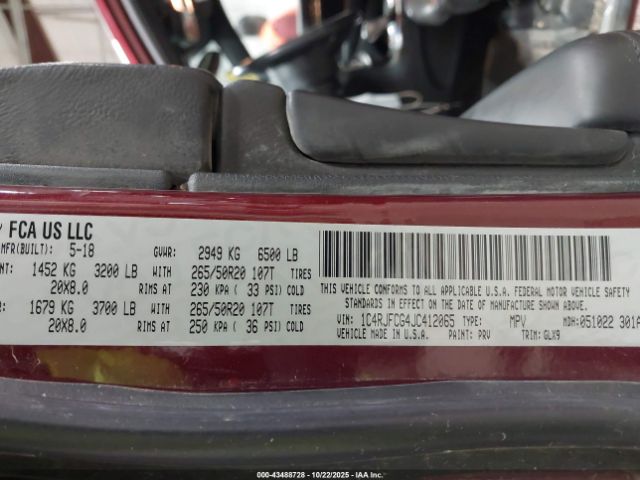 FCA US LLC
MFR(BUILT): 5-18 GVWR: 2949 KG 6500 LB
NT: 1452 KG 3200 LB WITH 265/50R20 107T TIRES
20X8.0 RIMS AT 230 KPA ( 33 PSI) COLD
1679 KG 3700 LB WITH 265/50R20 107T TIRES
20X8.0 RIMS AT 250 KPA ( 36 PSI) COLD
THIS VEHICLE CONFORMS TO ALL APPLICABLE U.S.A. FEDERAL MOTOR VEHICLE SAFETY
STANDARDS IN EFFECT ON THE DATE OF MANUFACTURE SHOWN ABOVE.
VIN: 1C4RJFCG4JC412065 TYPE: MPV MDH:051022 301A
VEHICLE MADE IN U.S.A. PAINT: PRV TRIM: GLX9
000-43488728 - 10/22/2025 - IAA Inc.